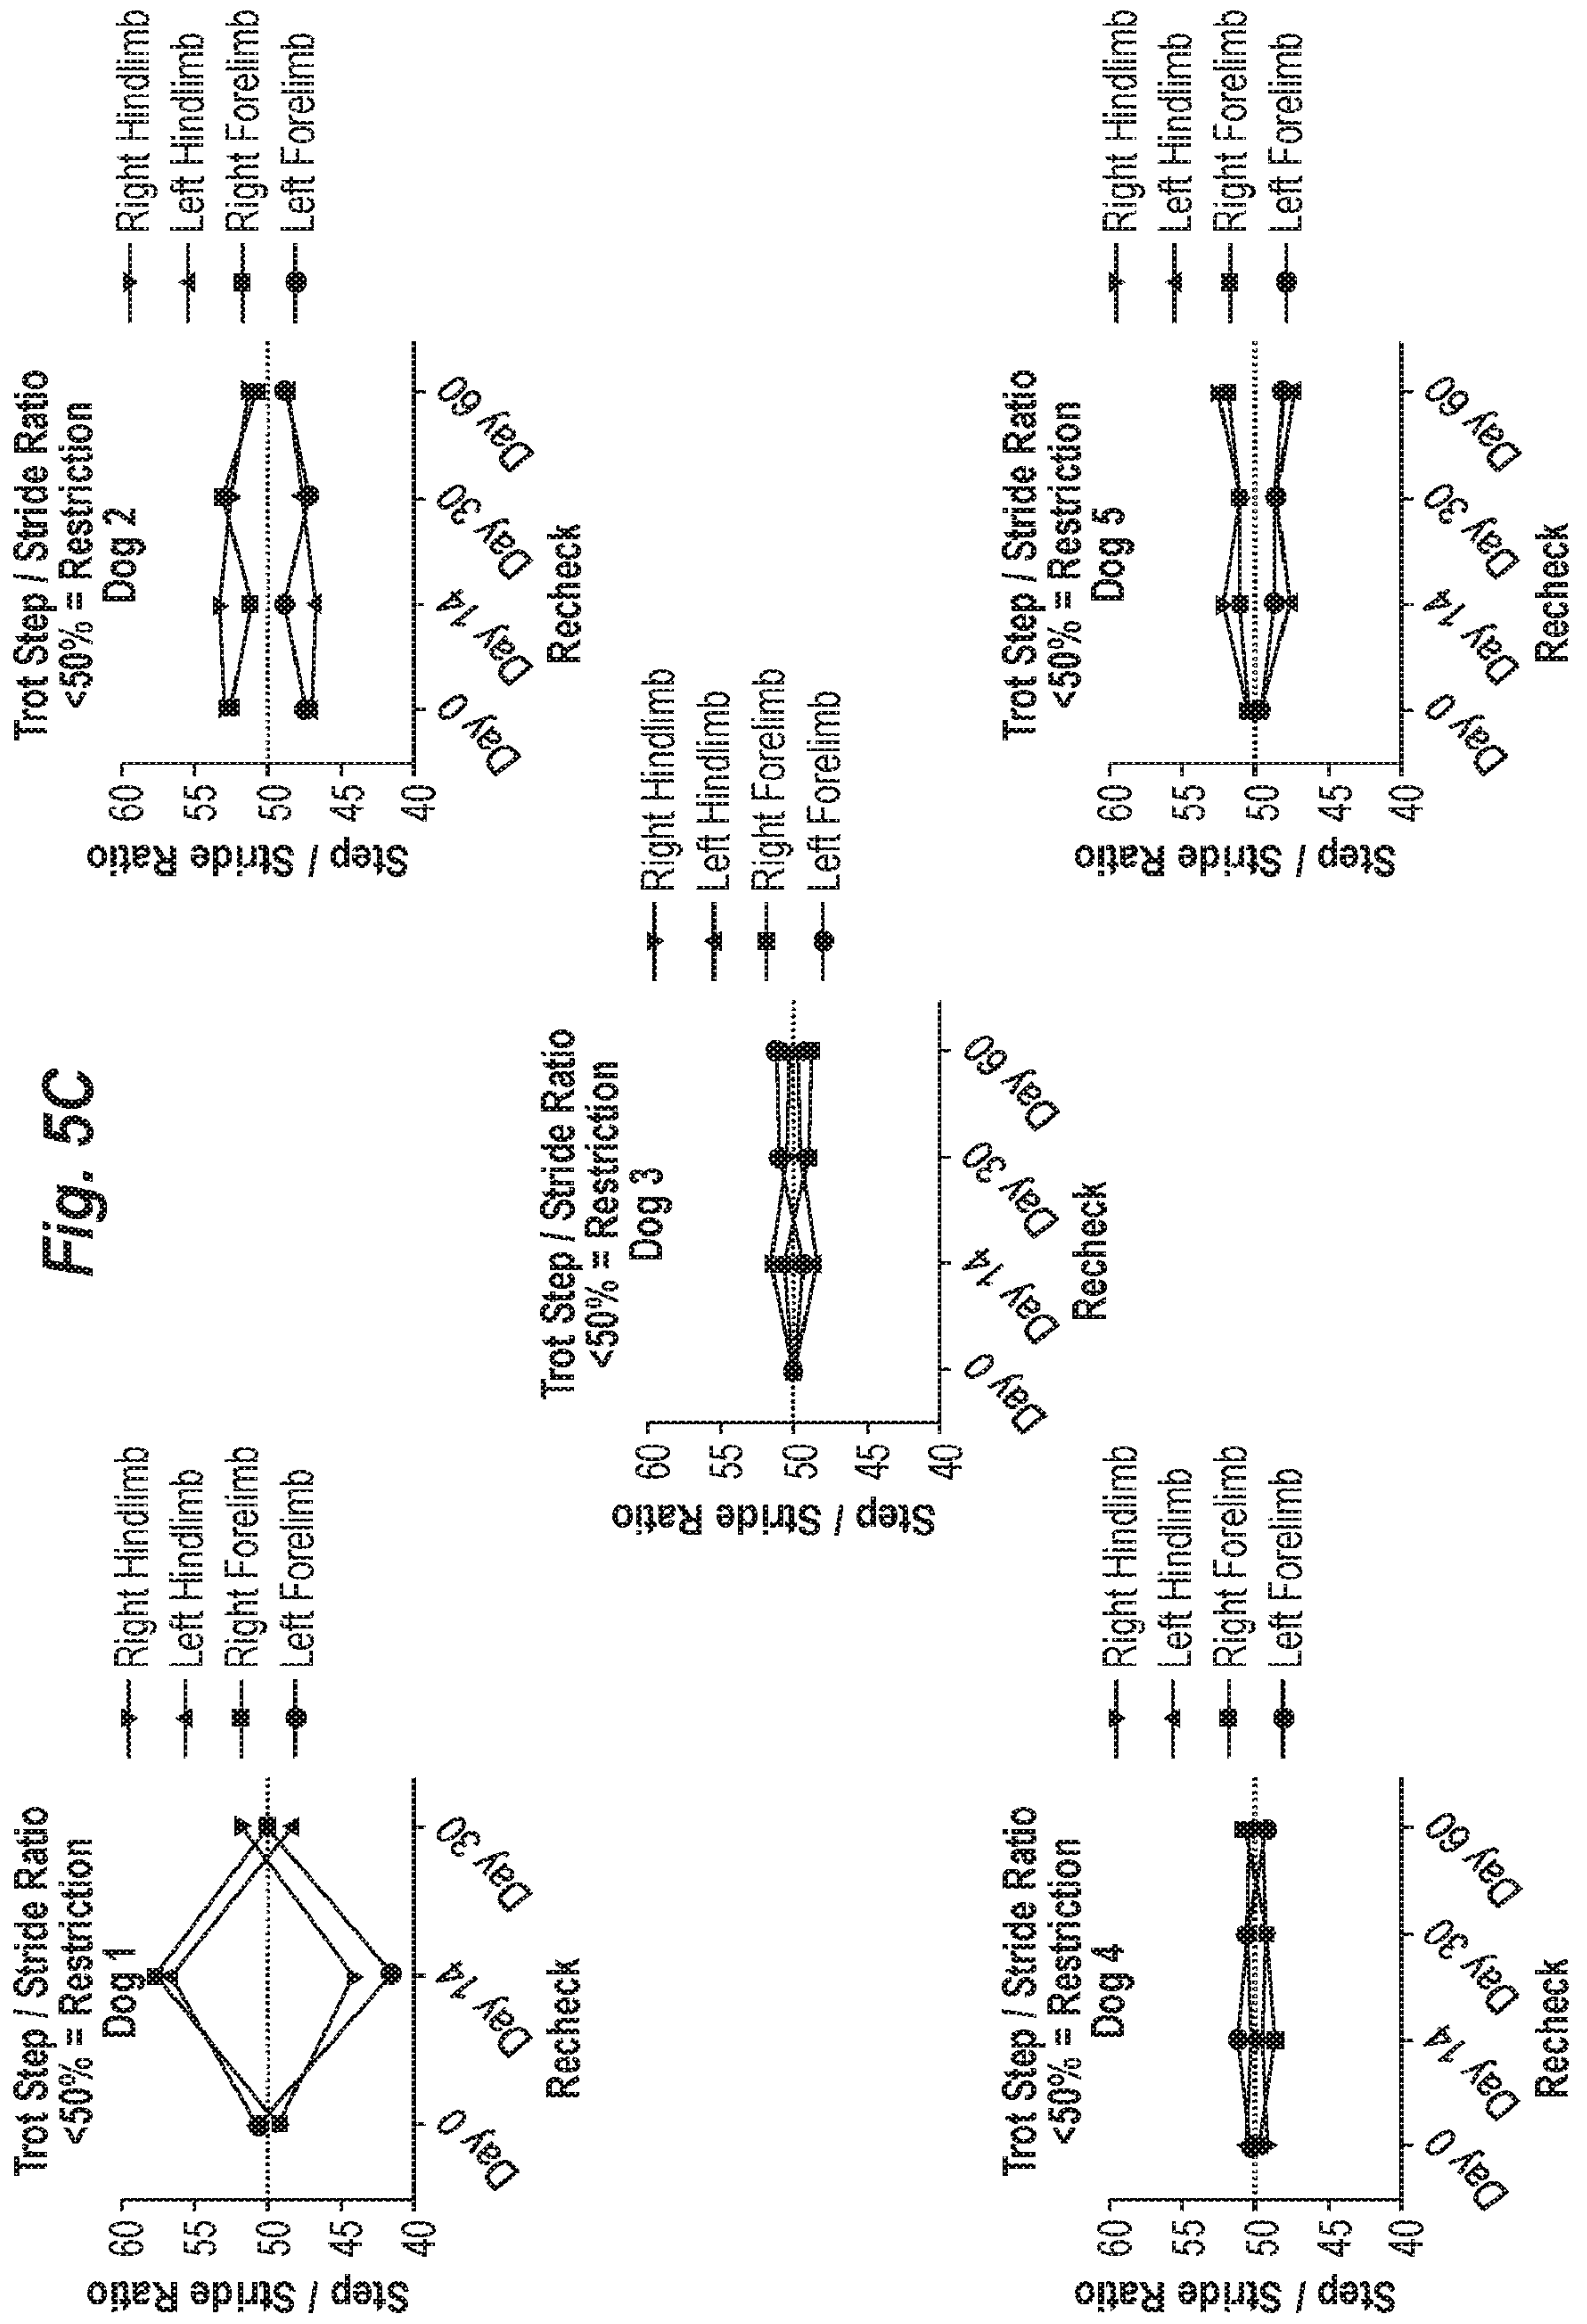 Fig. 5C
Trot Step / Stride Ratio
<50% = Restriction
Dog 1
Step / Stride Ratio
60
55
50
45
40
Day 0
Day 14
Day 30
Recheck
Right Hindlimb
Left Hindlimb
Right Forelimb
Left Forelimb
Trot Step / Stride Ratio
<50% = Restriction
Dog 2
Step / Stride Ratio
60
55
50
45
40
Day 0
Day 14
Day 30
Day 60
Recheck
Right Hindlimb
Left Hindlimb
Right Forelimb
Left Forelimb
Trot Step / Stride Ratio
<50% = Restriction
Dog 3
Step / Stride Ratio
60
55
50
45
40
Day 0
Day 14
Day 30
Day 60
Recheck
Right Hindlimb
Left Hindlimb
Right Forelimb
Left Forelimb
Trot Step / Stride Ratio
<50% = Restriction
Dog 4
Step / Stride Ratio
60
55
50
45
40
Day 0
Day 14
Day 30
Day 60
Recheck
Right Hindlimb
Left Hindlimb
Right Forelimb
Left Forelimb
Trot Step / Stride Ratio
<50% = Restriction
Dog 5
Step / Stride Ratio
60
55
50
45
40
Day 0
Day 14
Day 30
Day 60
Recheck
Right Hindlimb
Left Hindlimb
Right Forelimb
Left Forelimb